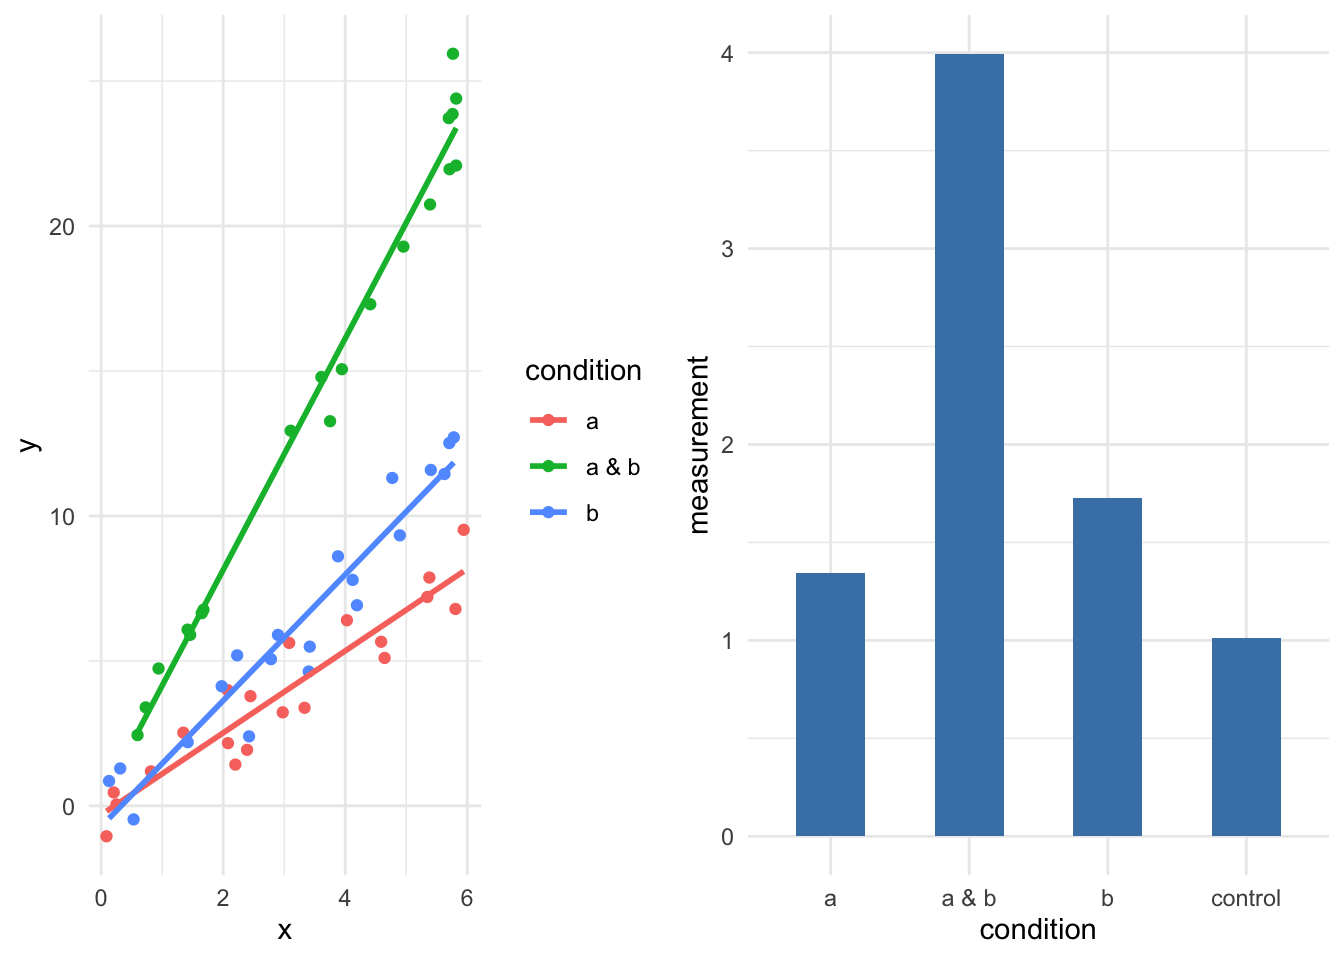 y
20
10
0
0 2 4 6
x
condition
a
a & b
b
measurement
4
3
2
1
0
a a & b b control
condition